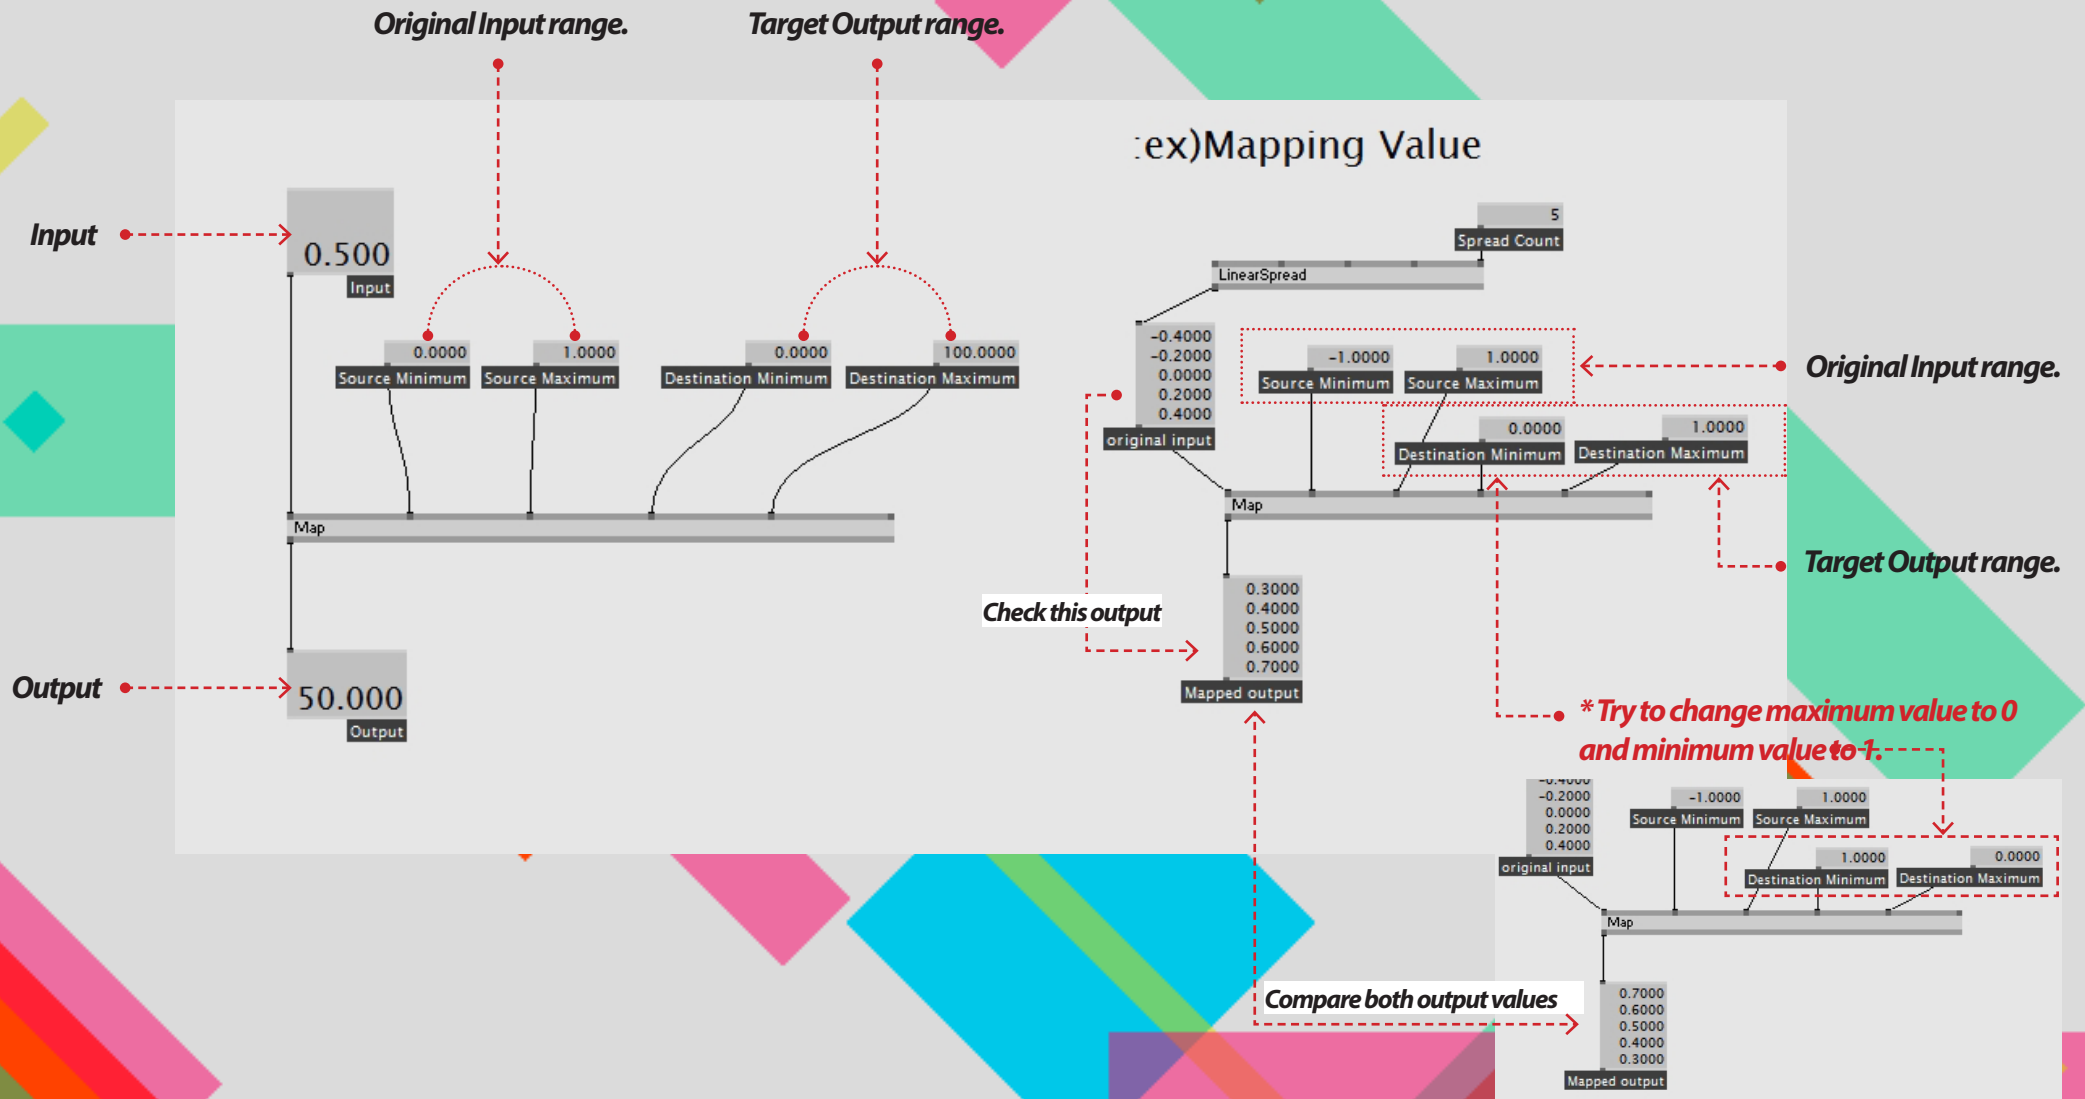 Original Input range.
Target Output range.
:ex)Mapping Value
Input
0.500
Input
0.0000
Source Minimum
1.0000
Source Maximum
0.0000
Destination Minimum
100.0000
Destination Maximum
Map
Output
50.000
Output
5
Spread Count
LinearSpread
-0.4000
-0.2000
0.0000
0.2000
0.4000
original input
-1.0000
Source Minimum
1.0000
Source Maximum
Original Input range.
0.0000
Destination Minimum
1.0000
Destination Maximum
Map
Target Output range.
Check this output
0.3000
0.4000
0.5000
0.6000
0.7000
Mapped output
* Try to change maximum value to 0
and minimum value to 1.
-0.4000
-0.2000
0.0000
0.2000
0.4000
original input
-1.0000
Source Minimum
1.0000
Source Maximum
1.0000
Destination Minimum
0.0000
Destination Maximum
Map
Compare both output values
0.7000
0.6000
0.5000
0.4000
0.3000
Mapped output